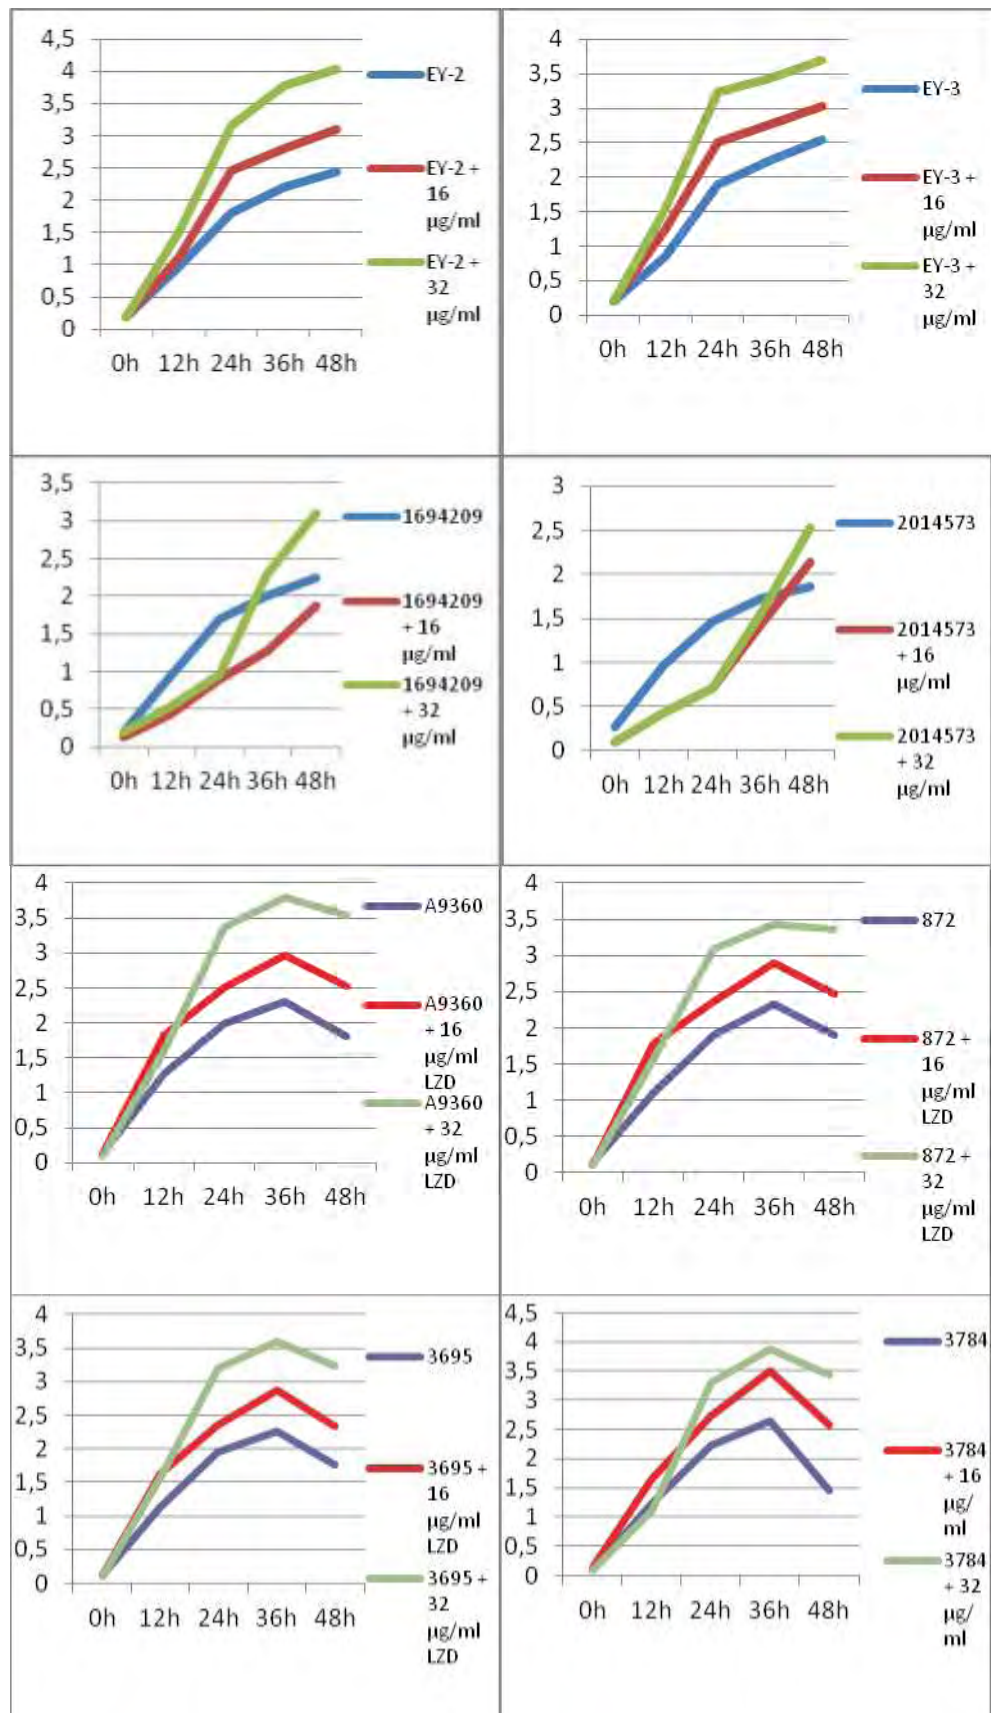 4,5
4
3,5
3
2,5
2
1,5
1
0,5
0
0h 12h 24h 36h 48h
EY-2
EY-2 +
16
µg/ml
EY-2 +
32
µg/ml
4
3,5
3
2,5
2
1,5
1
0,5
0
0h 12h 24h 36h 48h
EY-3
EY-3 +
16
µg/ml
EY-3 +
32
µg/ml
3,5
3
2,5
2
1,5
1
0,5
0
0h 12h 24h 36h 48h
1694209
1694209
+ 16
µg/ml
1694209
+ 32
µg/ml
3
2,5
2
1,5
1
0,5
0
0h 12h 24h 36h 48h
2014573
2014573
+ 16
µg/ml
2014573
+ 32
µg/ml
4
3,5
3
2,5
2
1,5
1
0,5
0
0h 12h 24h 36h 48h
A9360
A9360
+ 16
µg/ml
LZD
A9360
+ 32
µg/ml
LZD
4
3,5
3
2,5
2
1,5
1
0,5
0
0h 12h 24h 36h 48h
872
872 +
16
µg/ml
LZD
872 +
32
µg/ml
LZD
4
3,5
3
2,5
2
1,5
1
0,5
0
0h 12h 24h 36h 48h
3695
3695 +
16
µg/ml
LZD
3695 +
32
µg/ml
LZD
4,5
4
3,5
3
2,5
2
1,5
1
0,5
0
0h 12h 24h 36h 48h
3784
3784
+ 16
µg/
ml
3784
+ 32
µg/
ml